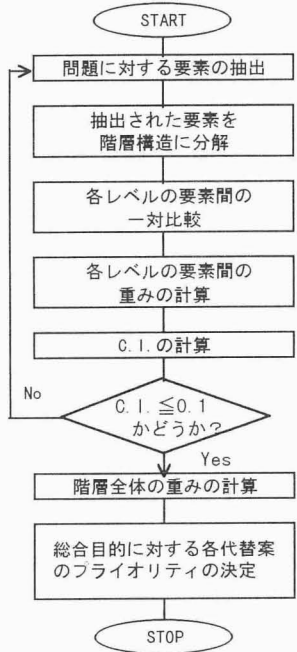 START
問題に対する要素の抽出
抽出された要素を
階層構造に分解
各レベルの要素間の
一対比較
各レベルの要素間の
重みの計算
C.I.の計算
No
C.I.≦0.1
かどうか?
Yes
階層全体の重みの計算
総合目的に対する各代替案
のプライオリティの決定
STOP